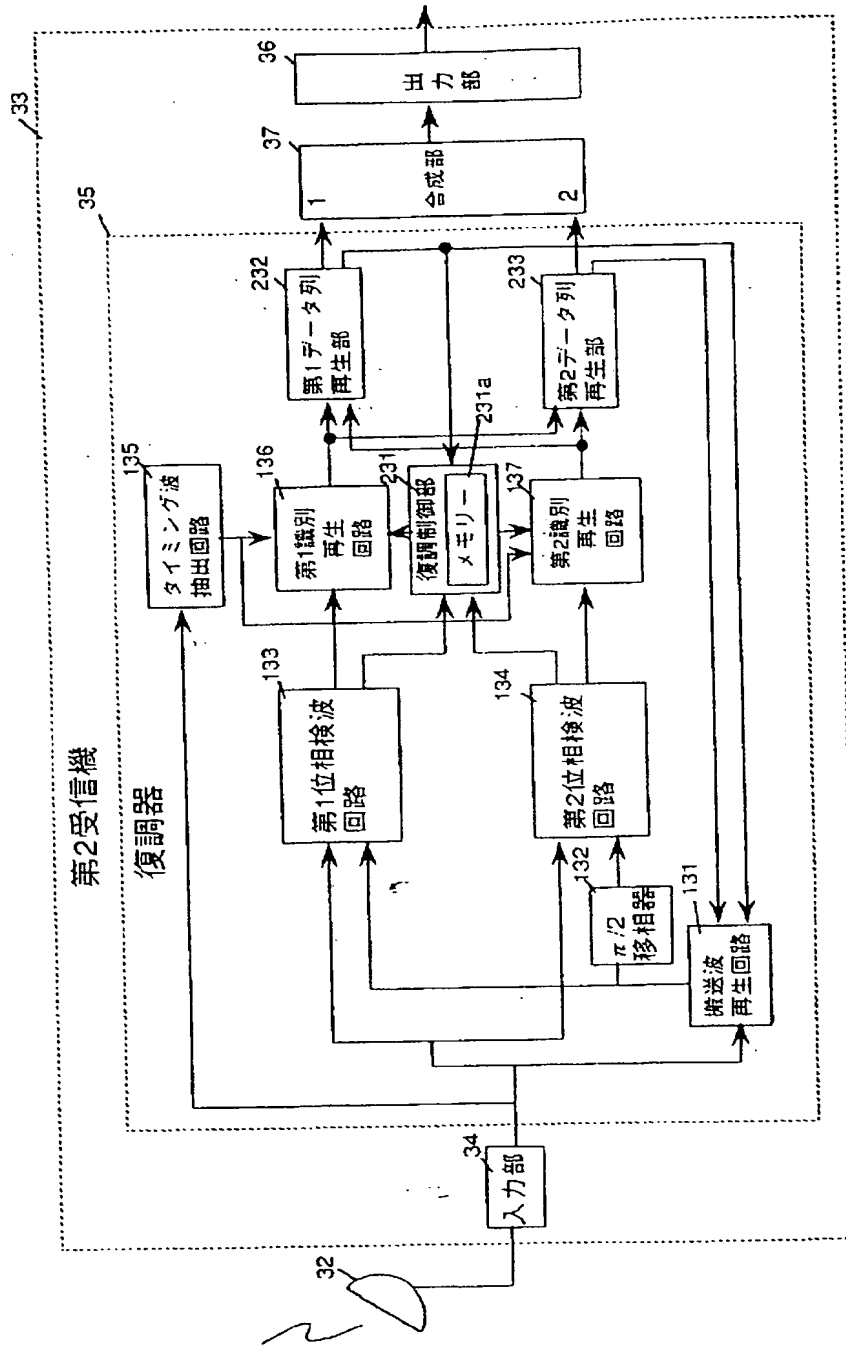 第2受信機
33
復調器
35
32
34
入力部
135
タイミング波
抽出回路
133
第1位相検波
回路
136
第1識別
再生
回路
232
第1データ列
再生部
37
1
合成部
2
36
出力部
231
復調制御部
231a
メモリー
134
第2位相検波
回路
137
第2識別
再生
回路
233
第2データ列
再生部
132
π/2
移相器
131
搬送波
再生回路